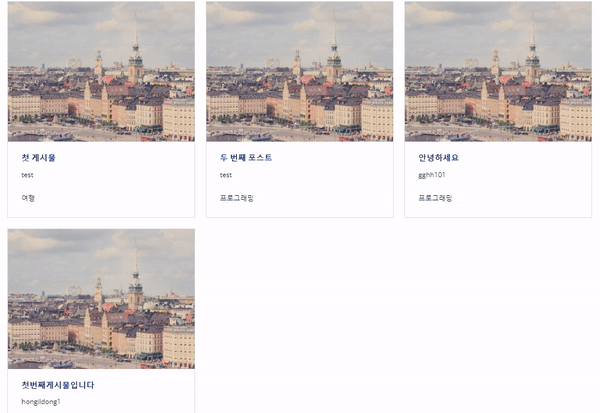 첫 게시물
test
여행
두 번째 포스트
test
프로그래밍
안녕하세요
gghh101
프로그래밍
첫번째게시물입니다
hongildong1